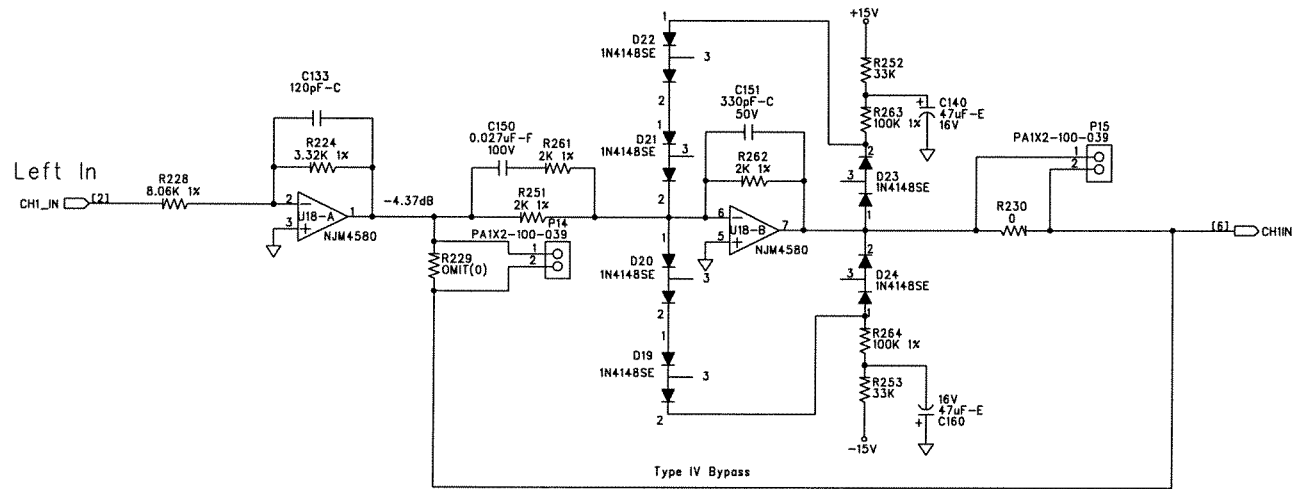 1
D22
1N4148SE
3
2
+15V
R252
33K
C140
47uF-E
16V
R263
100K 1%
P15
PA1X2-100-039
1
2
C133
120pF-C
R224
3.32K 1%
C150
0.027uF-F
100V
R261
2K 1%
1
D21
1N4148SE
3
2
C151
330pF-C
50V
R262
2K 1%
2
D23
1N4148SE
3
1
Left In
CH1_IN
[2]
R228
8.06K 1%
2
3
1
U18-A
NJM4580
-4.37dB
R251
2K 1%
P14
PA1X2-100-039
1
2
R229
OMIT(0)
6
5
7
U18-B
NJM4580
R230
0
[6]
CH1IN
1
D20
1N4148SE
3
2
2
D24
1N4148SE
3
1
1
D19
1N4148SE
3
2
R264
100K 1%
R253
33K
16V
47uF-E
C160
-15V
Type IV Bypass